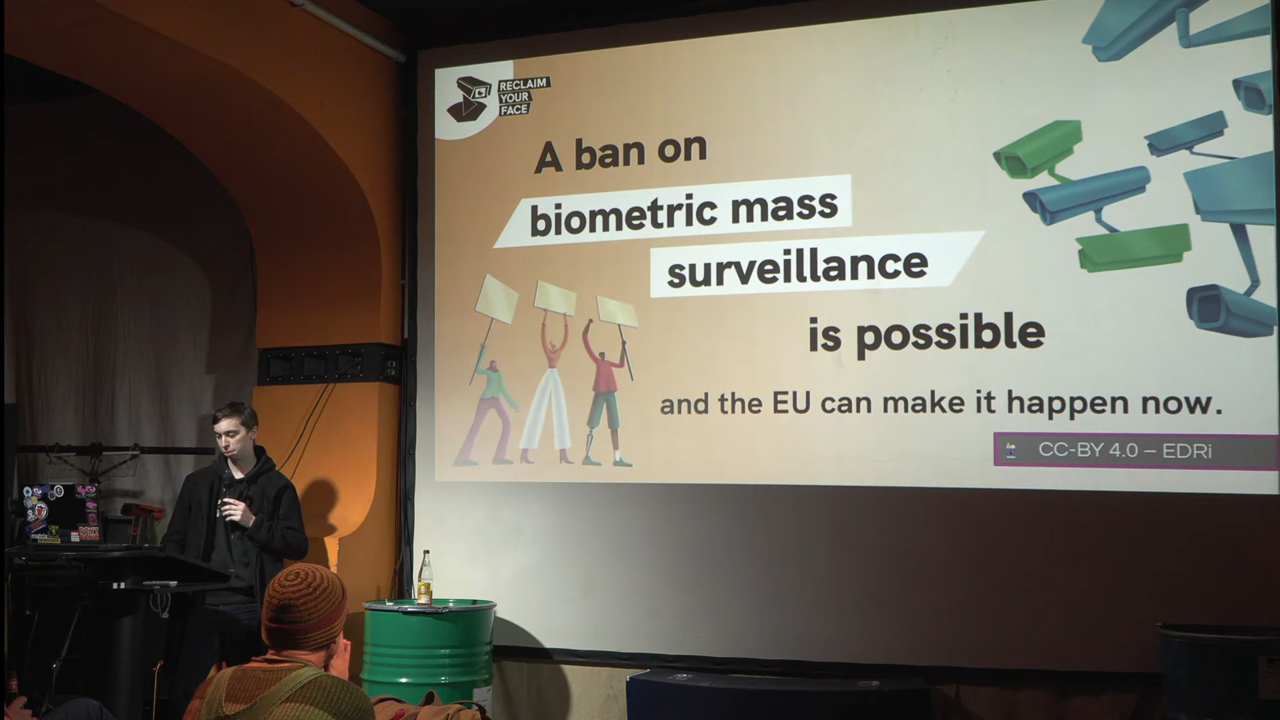 RECLAIM
YOUR
FACE
A ban on
biometric mass
surveillance
is possible
and the EU can make it happen now.
CC-BY 4.0 – EDRi